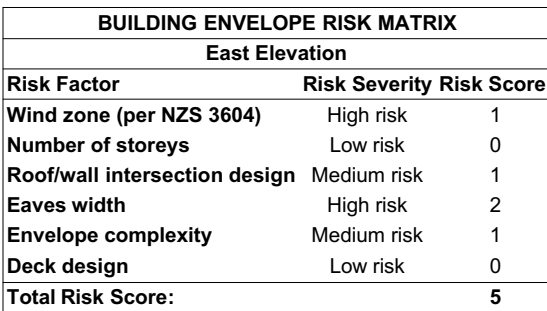 BUILDING ENVELOPE RISK MATRIX
East Elevation
Risk Factor Risk Severity Risk Score
Wind zone (per NZS 3604) High risk 1
Number of storeys Low risk 0
Roof/wall intersection design Medium risk 1
Eaves width High risk 2
Envelope complexity Medium risk 1
Deck design Low risk 0
Total Risk Score: 5